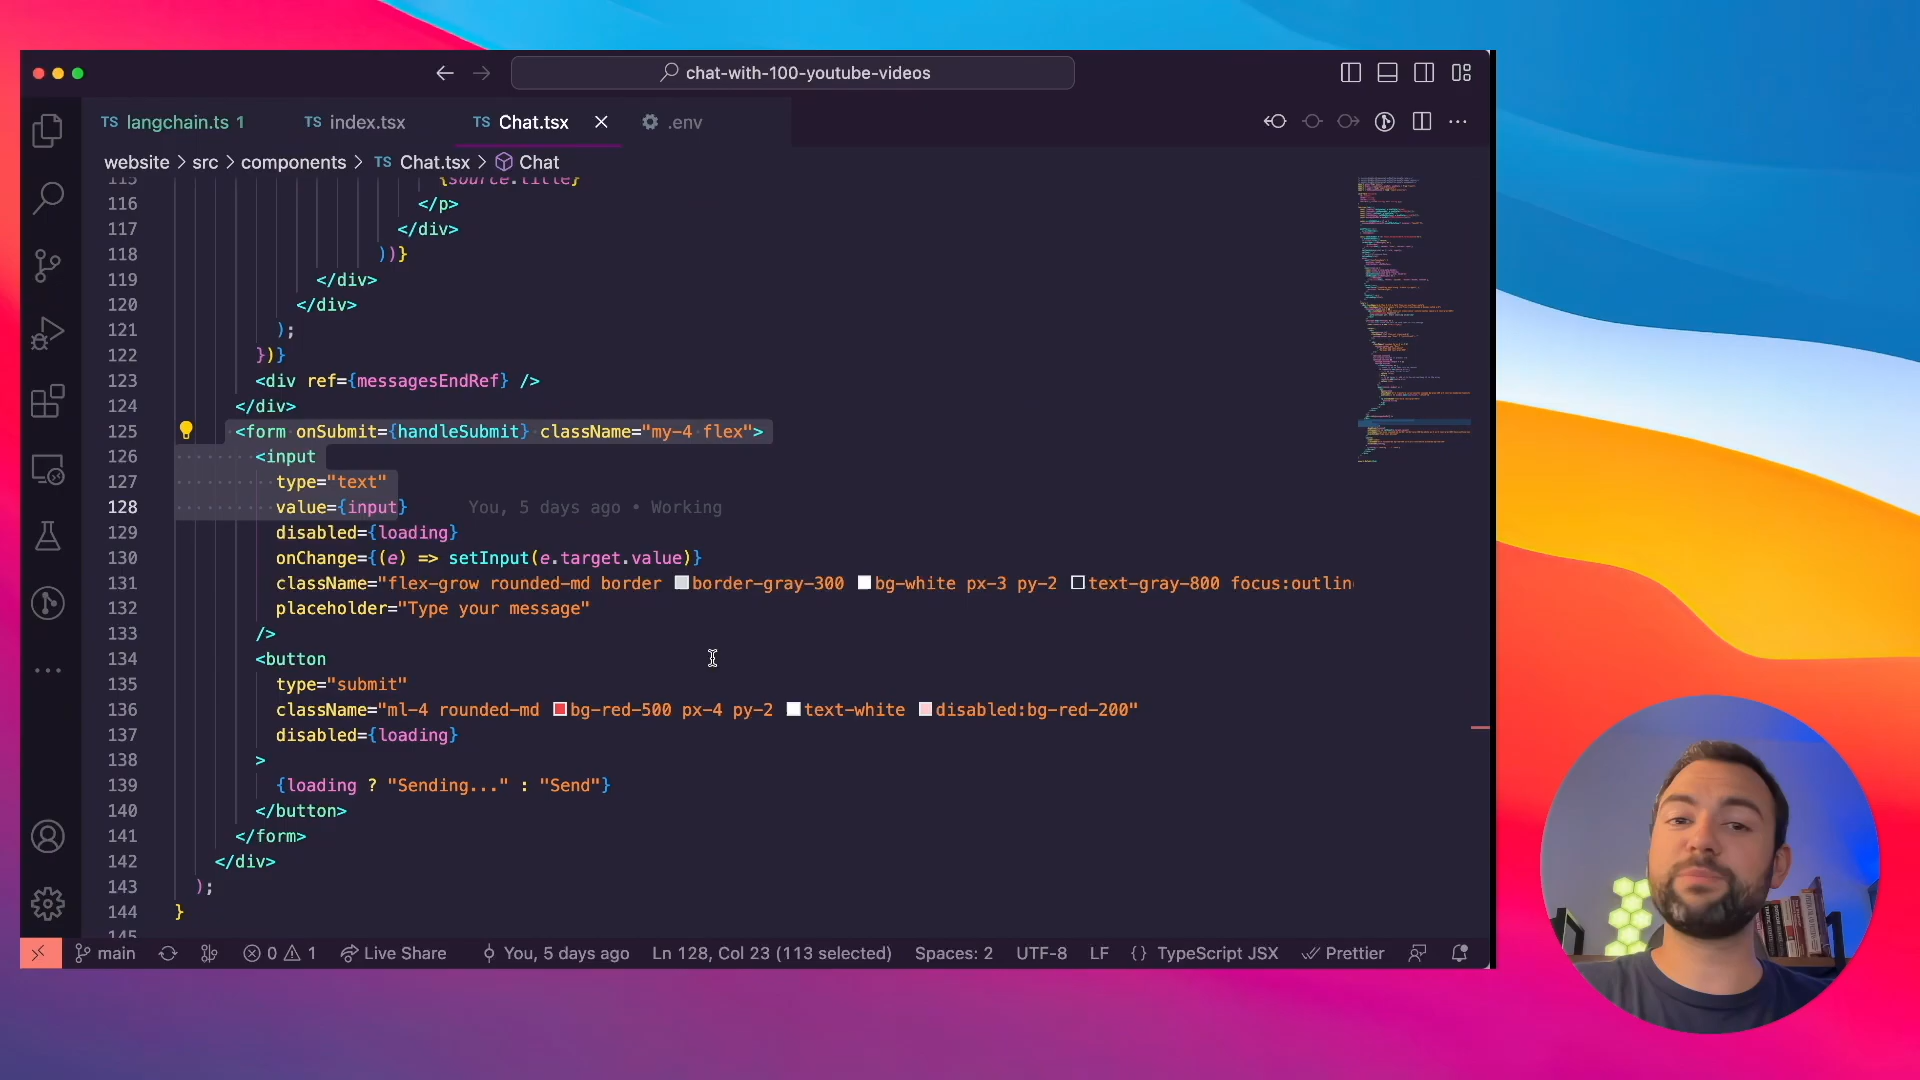 chat-with-100-youtube-videos
TS langchain.ts 1 TS index.tsx TS Chat.tsx .env
website > src > components > TS Chat.tsx > Chat
115 {source.title}
116 </p>
117 </div>
118 ))}
119 </div>
120 </div>
121 );
122 })}
123 <div ref={messagesEndRef} />
124 </div>
125 <form onSubmit={handleSubmit} className="my-4 flex">
126 <input
127 type="text"
128 value={input} You, 5 days ago • Working
129 disabled={loading}
130 onChange={(e) => setInput(e.target.value)}
131 className="flex-grow rounded-md border border-gray-300 bg-white px-3 py-2 text-gray-800 focus:outlin
132 placeholder="Type your message"
133 />
134 <button
135 type="submit"
136 className="ml-4 rounded-md bg-red-500 px-4 py-2 text-white disabled:bg-red-200"
137 disabled={loading}
138 >
139 {loading ? "Sending..." : "Send"}
140 </button>
141 </form>
142 </div>
143 );
144 }
145
main 0 1 Live Share You, 5 days ago Ln 128, Col 23 (113 selected) Spaces: 2 UTF-8 LF {} TypeScript JSX Prettier